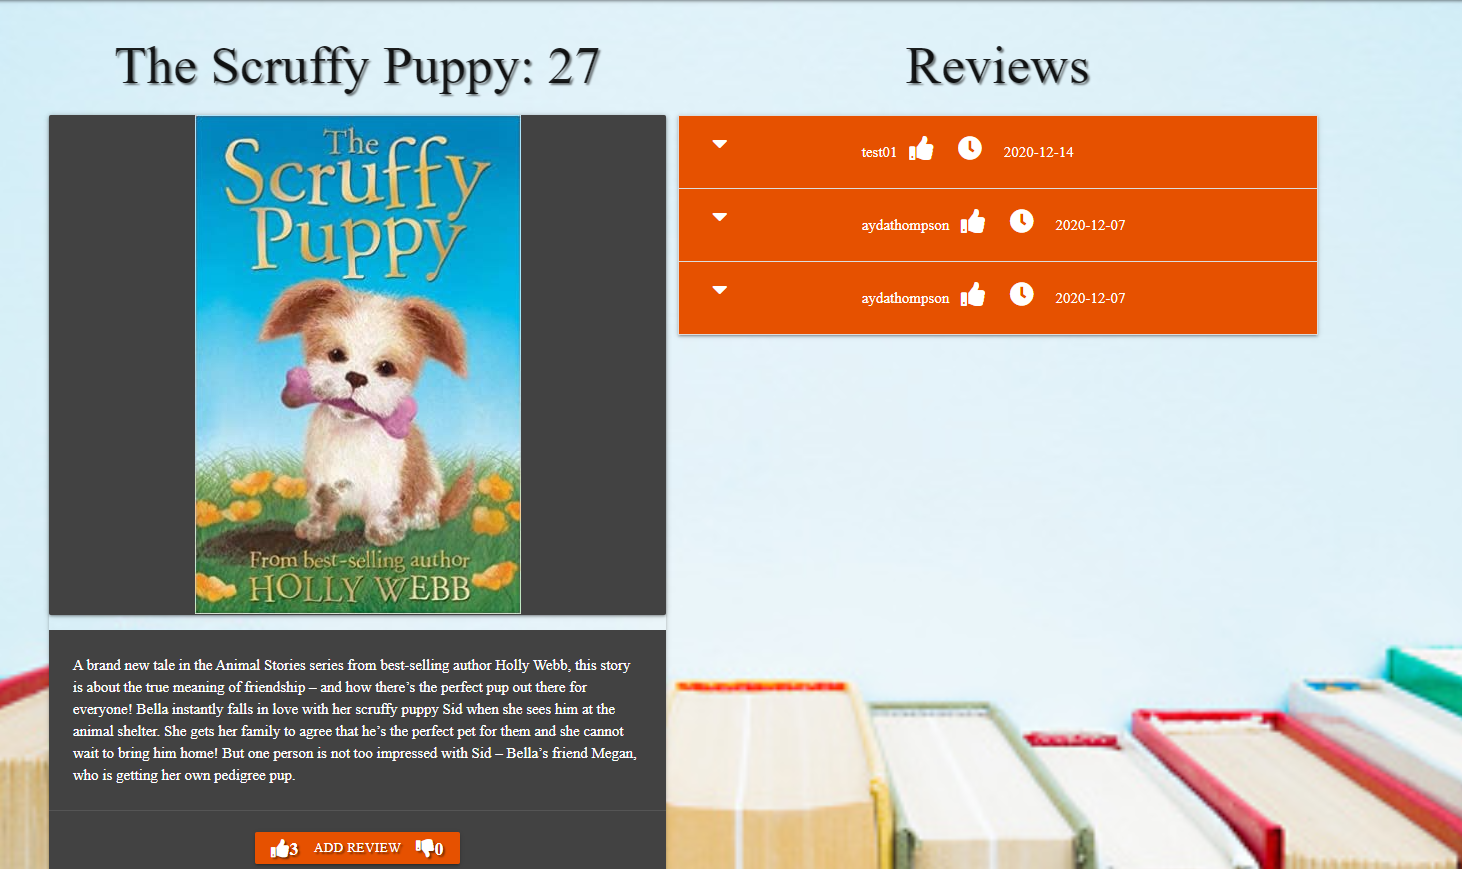 The Scruffy Puppy: 27
The
Scruffy
Puppy
From best-selling author
HOLLY WEBB
A brand new tale in the Animal Stories series from best-selling author Holly Webb, this story
is about the true meaning of friendship – and how there’s the perfect pup out there for
everyone! Bella instantly falls in love with her scruffy puppy Sid when she sees him at the
animal shelter. She gets her family to agree that he’s the perfect pet for them and she cannot
wait to bring him home! But one person is not too impressed with Sid – Bella’s friend Megan,
who is getting her own pedigree pup.
3 ADD REVIEW 0
Reviews
test01 2020-12-14
aydathompson 2020-12-07
aydathompson 2020-12-07